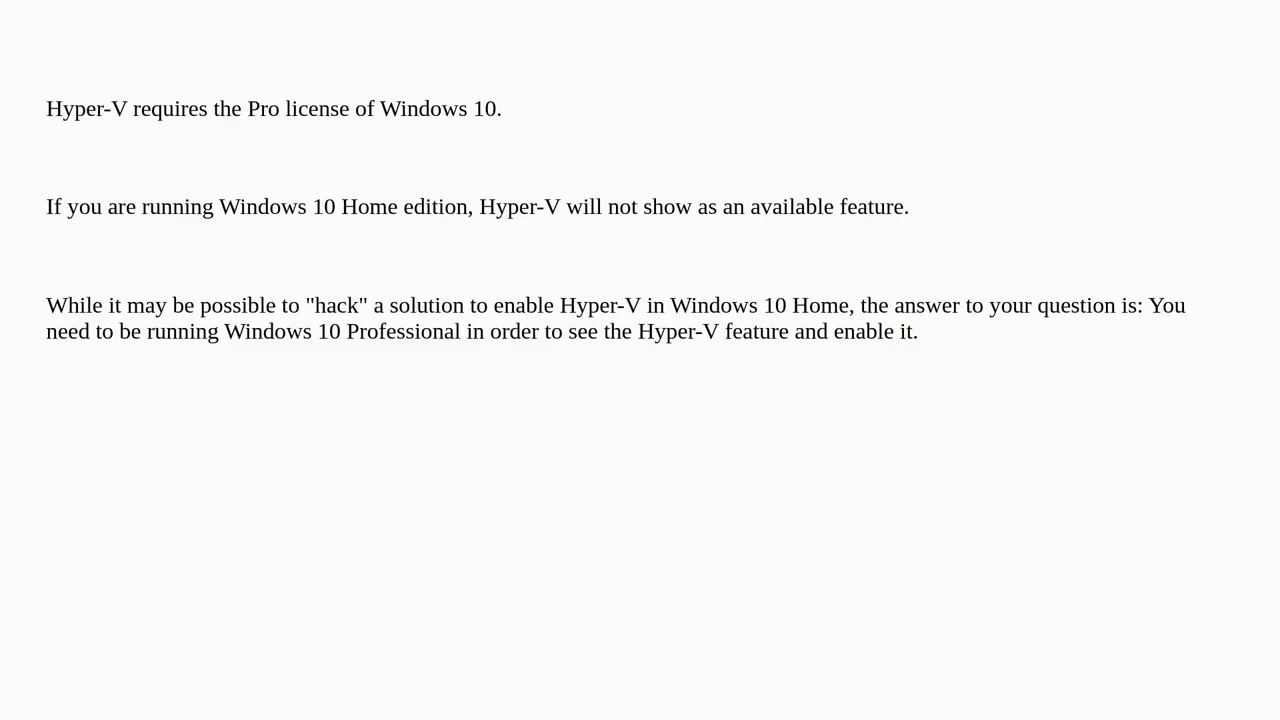 Hyper-V requires the Pro license of Windows 10.
If you are running Windows 10 Home edition, Hyper-V will not show as an available feature.
While it may be possible to "hack" a solution to enable Hyper-V in Windows 10 Home, the answer to your question is: You
need to be running Windows 10 Professional in order to see the Hyper-V feature and enable it.